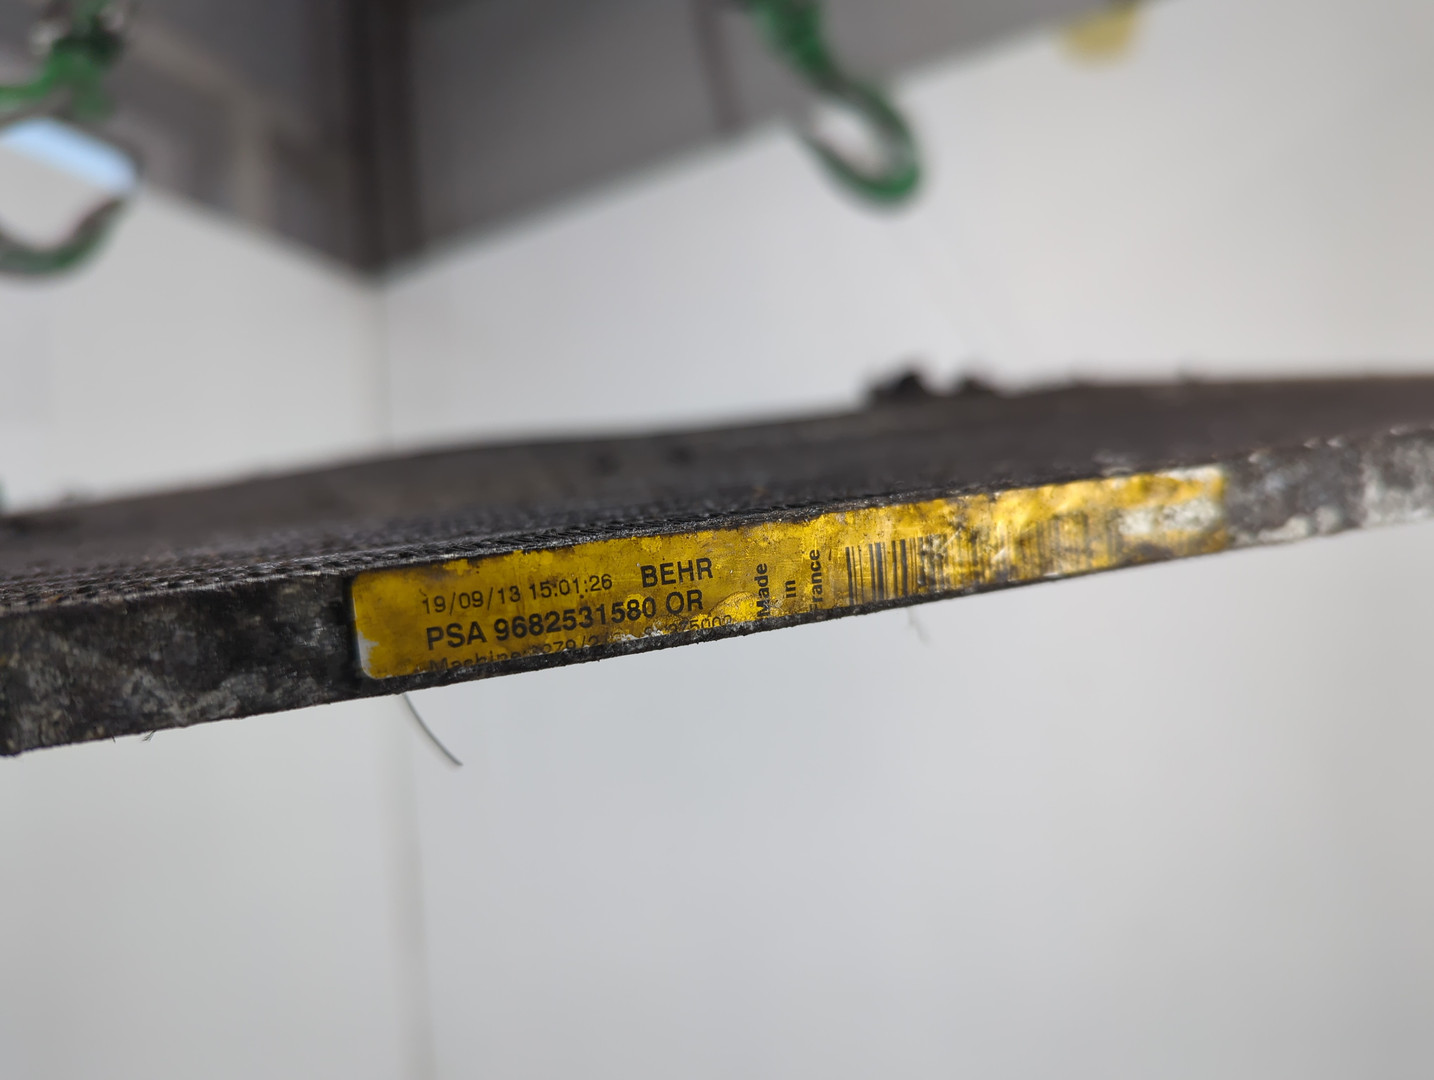 19/09/13 15:01:26 BEHR
PSA 9682531580 OR
Made
in
France